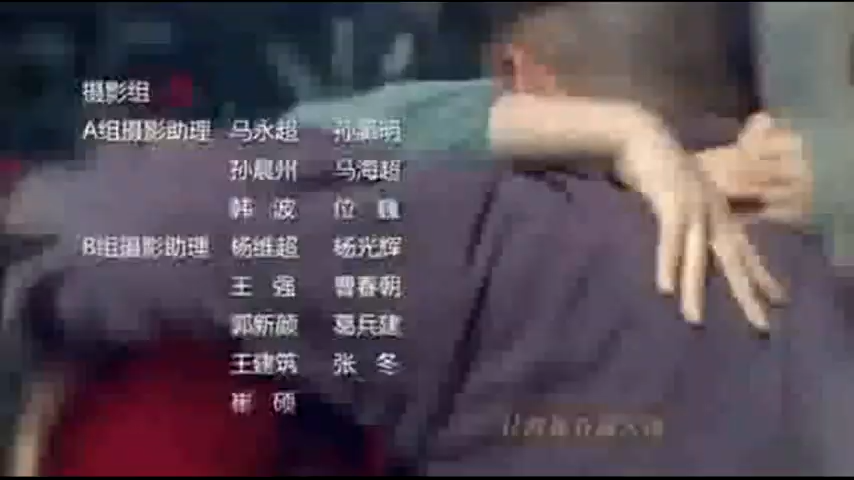 摄影组
A组摄影助理 马永超 孙 明
孙晨州 马海超
韩 波 位 巍
B组摄影助理 杨维超 杨光辉
王 强 曹春朝
郭新颜 葛兵建
王建筑 张 冬
崔 硕